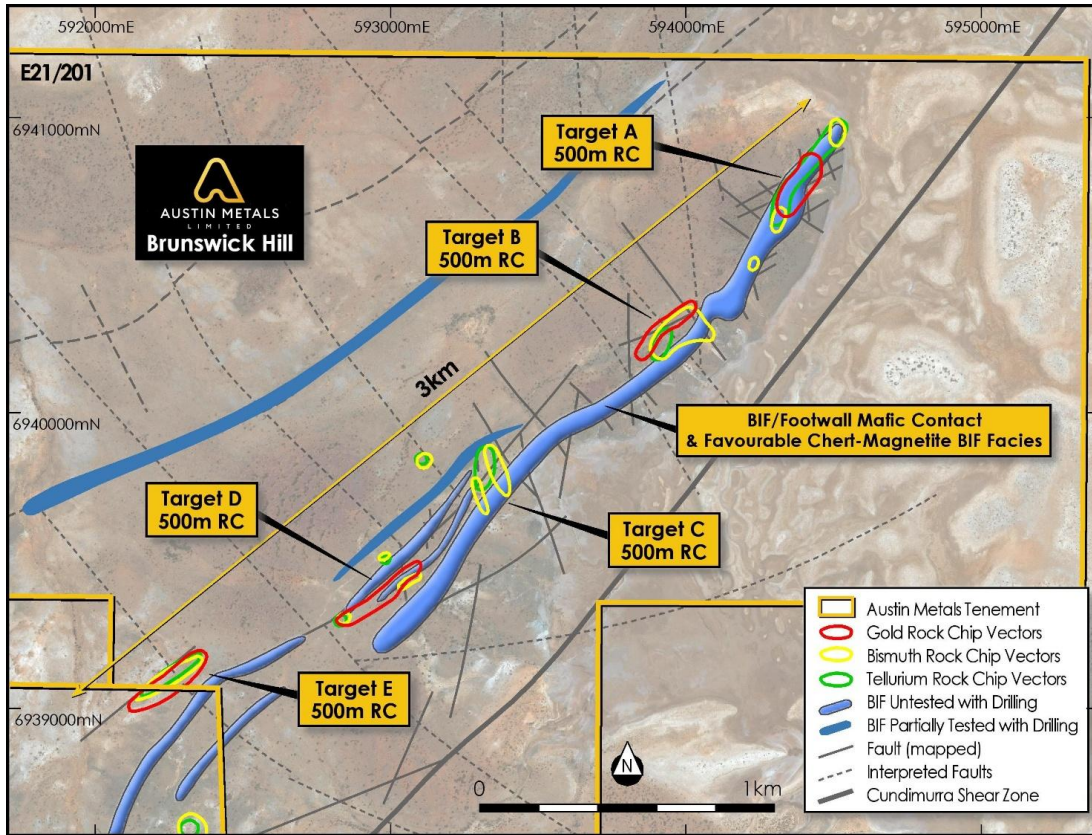 592000mE
593000mE
594000mE
595000mE
E21/201
6941000mN
6940000mN
6939000mN
AUSTIN METALS
LIMITED
Brunswick Hill
Target A
500m RC
Target B
500m RC
3km
BIF/Footwall Mafic Contact
& Favourable Chert-Magnetite BIF Facies
Target D
500m RC
Target C
500m RC
Target E
500m RC
N
0
1km
Austin Metals Tenement
Gold Rock Chip Vectors
Bismuth Rock Chip Vectors
Tellurium Rock Chip Vectors
BIF Untested with Drilling
BIF Partially Tested with Drilling
Fault (mapped)
Interpreted Faults
Cundimurra Shear Zone